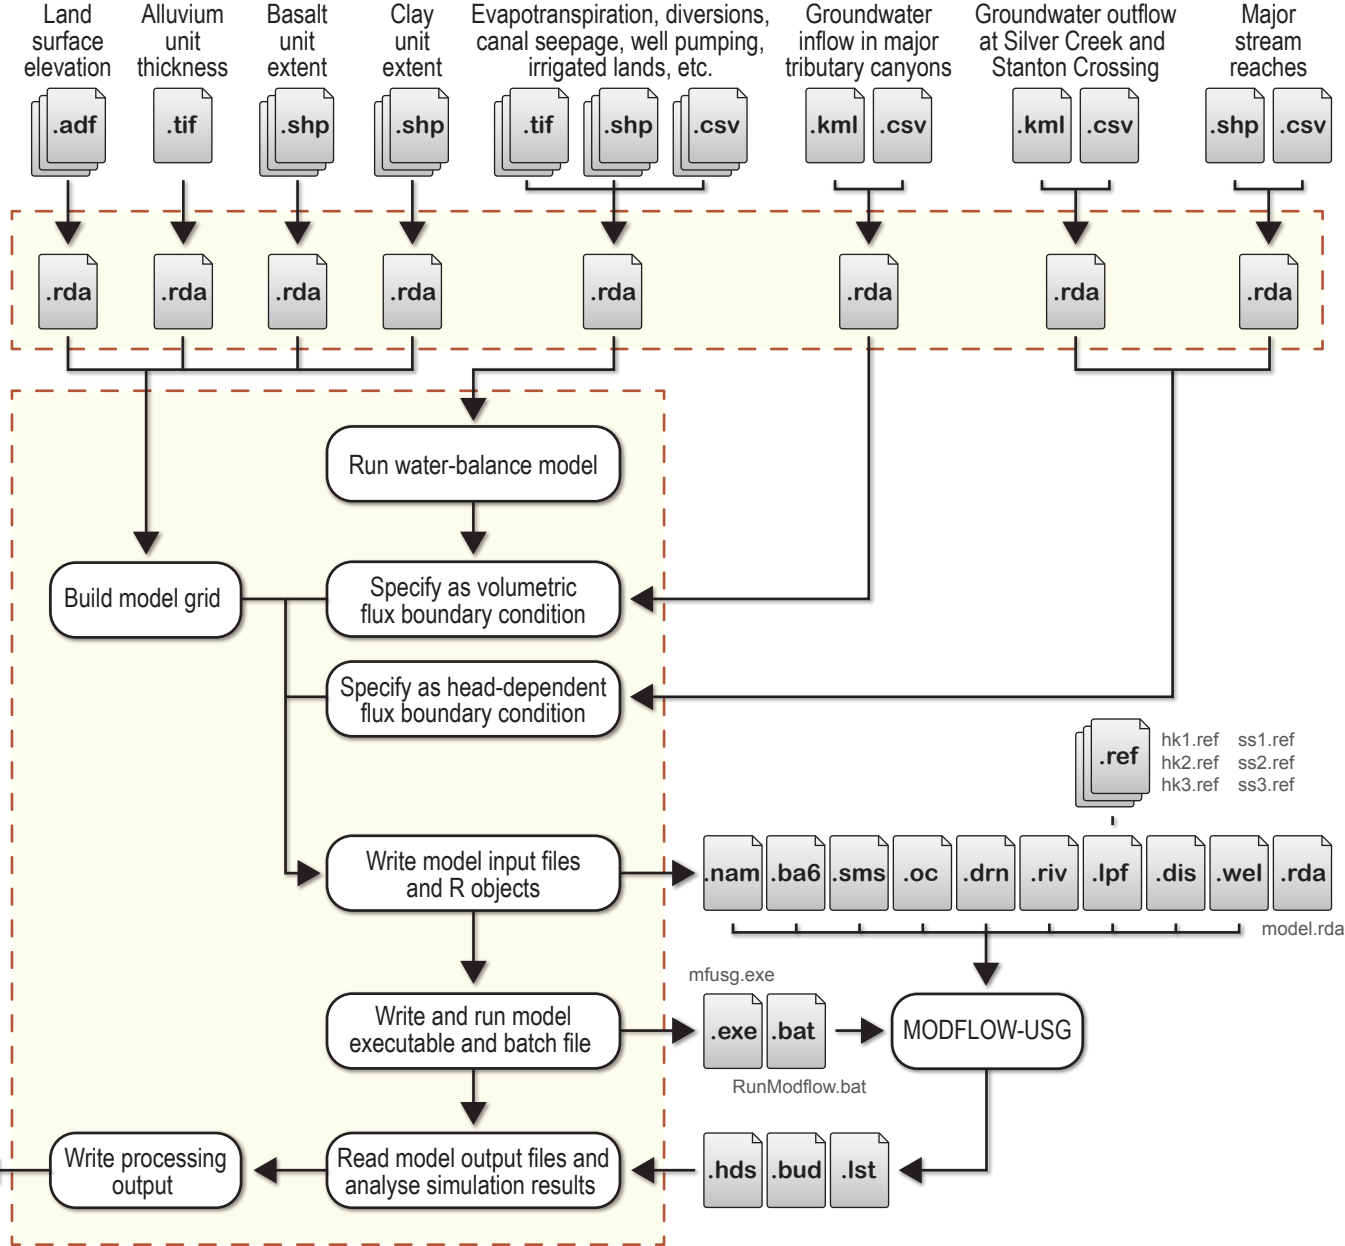 Land
surface
elevation
Alluvium
unit
thickness
Basalt
unit
extent
Clay
unit
extent
Evapotranspiration, diversions,
canal seepage, well pumping,
irrigated lands, etc.
Groundwater
inflow in major
tributary canyons
Groundwater outflow
at Silver Creek and
Stanton Crossing
Major
stream
reaches
.adf
.tif
.shp
.shp
.tif
.shp
.csv
.kml
.csv
.kml
.csv
.shp
.csv
.rda
.rda
.rda
.rda
.rda
.rda
.rda
.rda
Run water-balance model
Build model grid
Specify as volumetric
flux boundary condition
Specify as head-dependent
flux boundary condition
.ref
hk1.ref ss1.ref
hk2.ref ss2.ref
hk3.ref ss3.ref
Write model input files
and R objects
.nam
.ba6
.sms
.oc
.drn
.riv
.lpf
.dis
.wel
.rda
model.rda
mfusg.exe
Write and run model
executable and batch file
.exe
.bat
MODFLOW-USG
RunModflow.bat
Write processing
output
Read model output files and
analyse simulation results
.hds
.bud
.lst